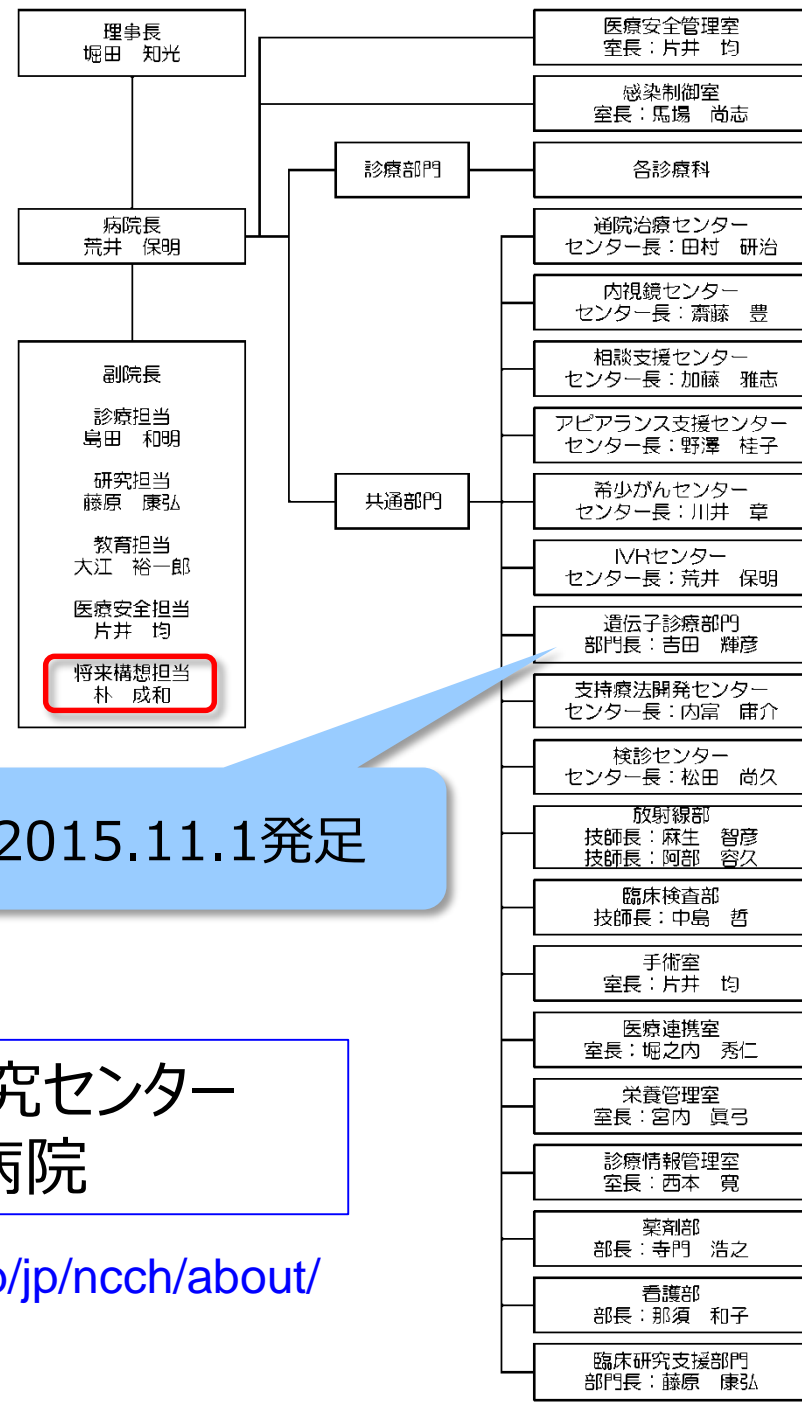 理事長
堀田　知光
病院長
荒井　保明
副院長
診療担当
島田　和明
研究担当
藤原　康弘
教育担当
大江　裕一郎
医療安全担当
片井　均
将来構想担当
朴　成和
診療部門
共通部門
医療安全管理室
室長：片井　均
感染制御室
室長：馬場　尚志
各診療科
通院治療センター
センター長：田村　研治
内視鏡センター
センター長：齋藤　豊
相談支援センター
センター長：加藤　雅志
アピアランス支援センター
センター長：野澤　桂子
希少がんセンター
センター長：川井　章
IVRセンター
センター長：荒井　保明
遺伝子診療部門
部門長：吉田　輝彦
支持療法開発センター
センター長：内富　庸介
検診センター
センター長：松田　尚久
放射線部
技師長：麻生　智彦
技師長：阿部　容久
臨床検査部
技師長：中島　哲
手術室
室長：片井　均
医療連携室
室長：堀之内　秀仁
栄養管理室
室長：宮内　眞弓
診療情報管理室
室長：西本　寛
薬剤部
部長：寺門　浩之
看護部
部長：那須　和子
臨床研究支援部門
部門長：藤原　康弘
2015.11.1発足
究センター
病院
o/jp/ncch/about/